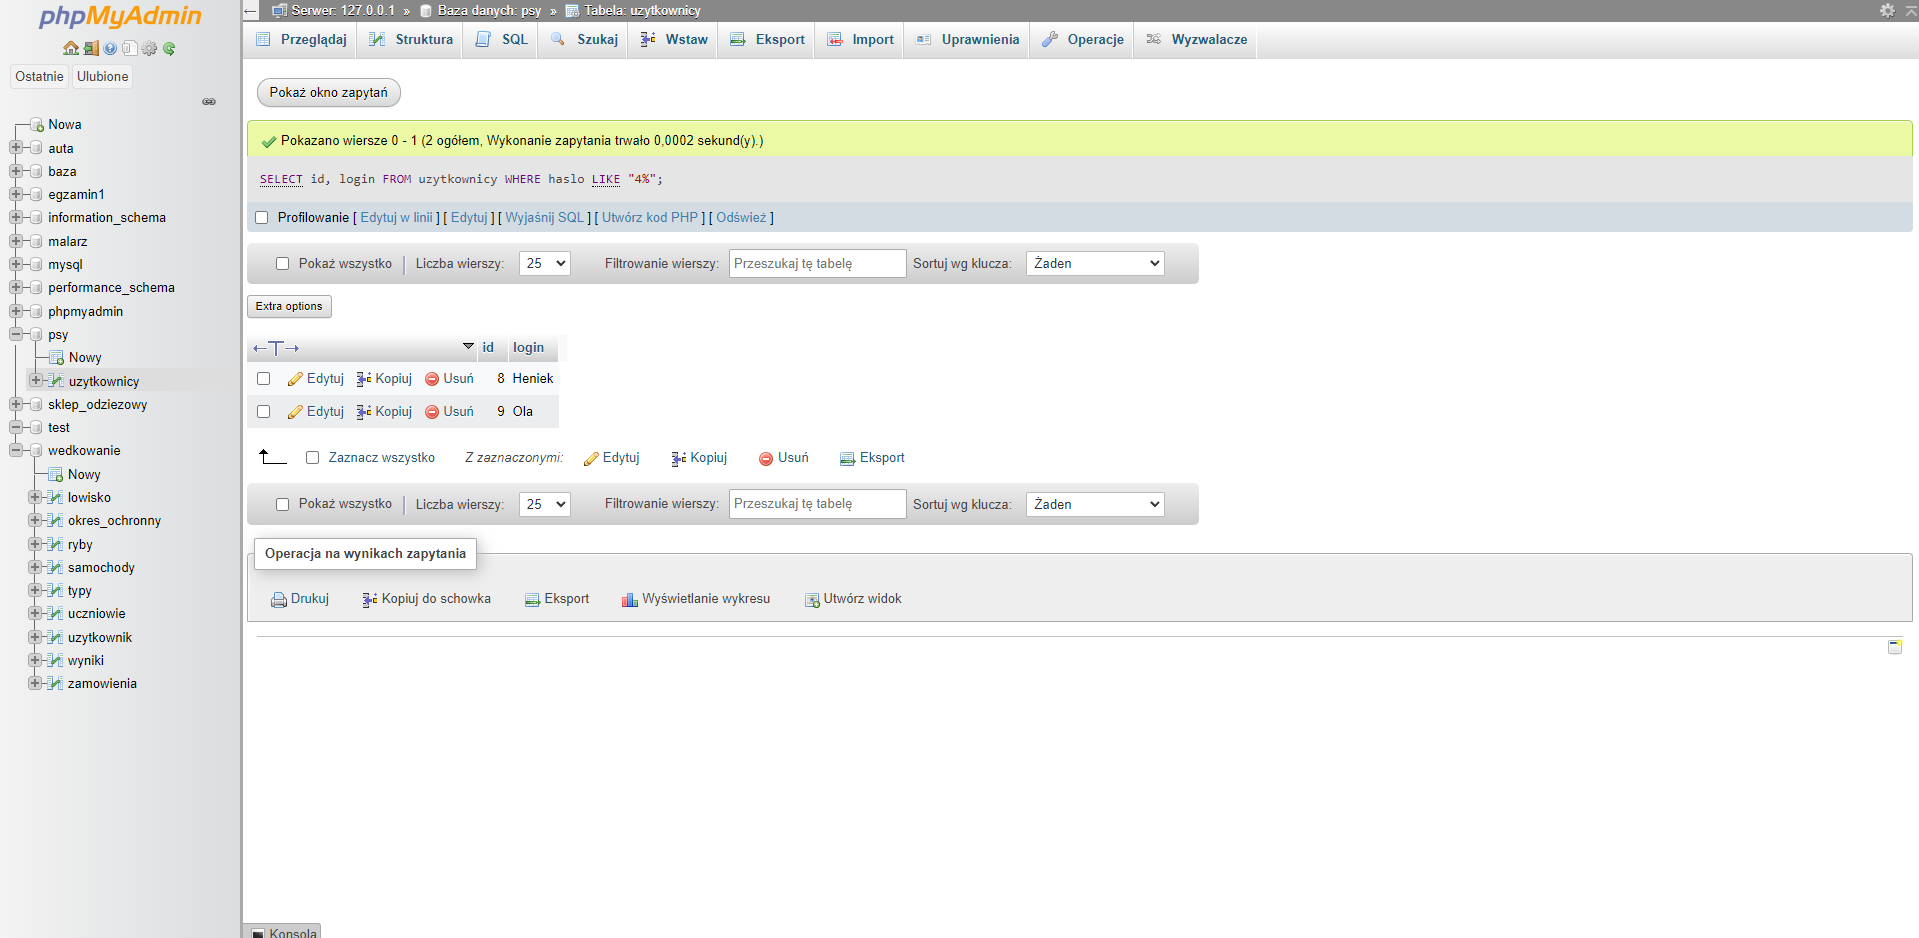 phpMyAdmin
Ostatnie Ulubione
Nowa
auta
baza
egzamin1
information_schema
malarz
mysql
performance_schema
phpmyadmin
psy
Nowy
uzytkownicy
sklep_odziezowy
test
wedkowanie
Nowy
lowisko
okres_ochronny
ryby
samochody
typy
uczniowie
uzytkownik
wyniki
zamowienia
Serwer: 127.0.0.1 » Baza danych: psy » Tabela: uzytkownicy
Przeglądaj Struktura SQL Szukaj Wstaw Eksport Import Uprawnienia Operacje Wyzwalacze
Pokaż okno zapytań
Pokazano wiersze 0 - 1 (2 ogółem, Wykonanie zapytania trwało 0,0002 sekund(y).)
SELECT id, login FROM uzytkownicy WHERE haslo LIKE "4%";
Profilowanie [ Edytuj w linii ] [ Edytuj ] [ Wyjaśnij SQL ] [ Utwórz kod PHP ] [ Odśwież ]
Pokaż wszystko Liczba wierszy: 25 Filtrowanie wierszy: Przeszukaj tę tabelę Sortuj wg klucza: Żaden
Extra options
←T→ id login
Edytuj Kopiuj Usuń 8 Heniek
Edytuj Kopiuj Usuń 9 Ola
Zaznacz wszystko Z zaznaczonymi: Edytuj Kopiuj Usuń Eksport
Pokaż wszystko Liczba wierszy: 25 Filtrowanie wierszy: Przeszukaj tę tabelę Sortuj wg klucza: Żaden
Operacja na wynikach zapytania
Drukuj Kopiuj do schowka Eksport Wyświetlanie wykresu Utwórz widok
Konsola